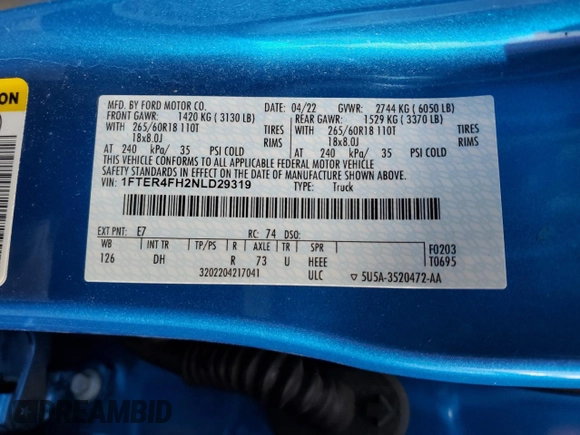 ON
MFD. BY FORD MOTOR CO.
DATE: 04/22 GVWR: 2744 KG ( 6050 LB)
FRONT GAWR: 1420 KG ( 3130 LB) REAR GAWR: 1529 KG ( 3370 LB)
WITH 265/60R18 110T TIRES WITH 265/60R18 110T TIRES
18x8.0J RIMS 18x8.0J RIMS
AT 240 kPa/ 35 PSI COLD AT 240 kPa/ 35 PSI COLD
THIS VEHICLE CONFORMS TO ALL APPLICABLE FEDERAL MOTOR VEHICLE
SAFETY STANDARDS IN EFFECT ON THE DATE OF MANUFACTURE SHOWN ABOVE.
VIN: 1FTER4FH2NLD29319 TYPE: Truck
EXT PNT: E7 RC: 74 DSO: F0203
WB INT TR TP/PS R AXLE TR SPR T0695
126 DH R 73 U HEEE
3202204217041 ULC ▽ 5U5A-3520472-AA
DREAMBID